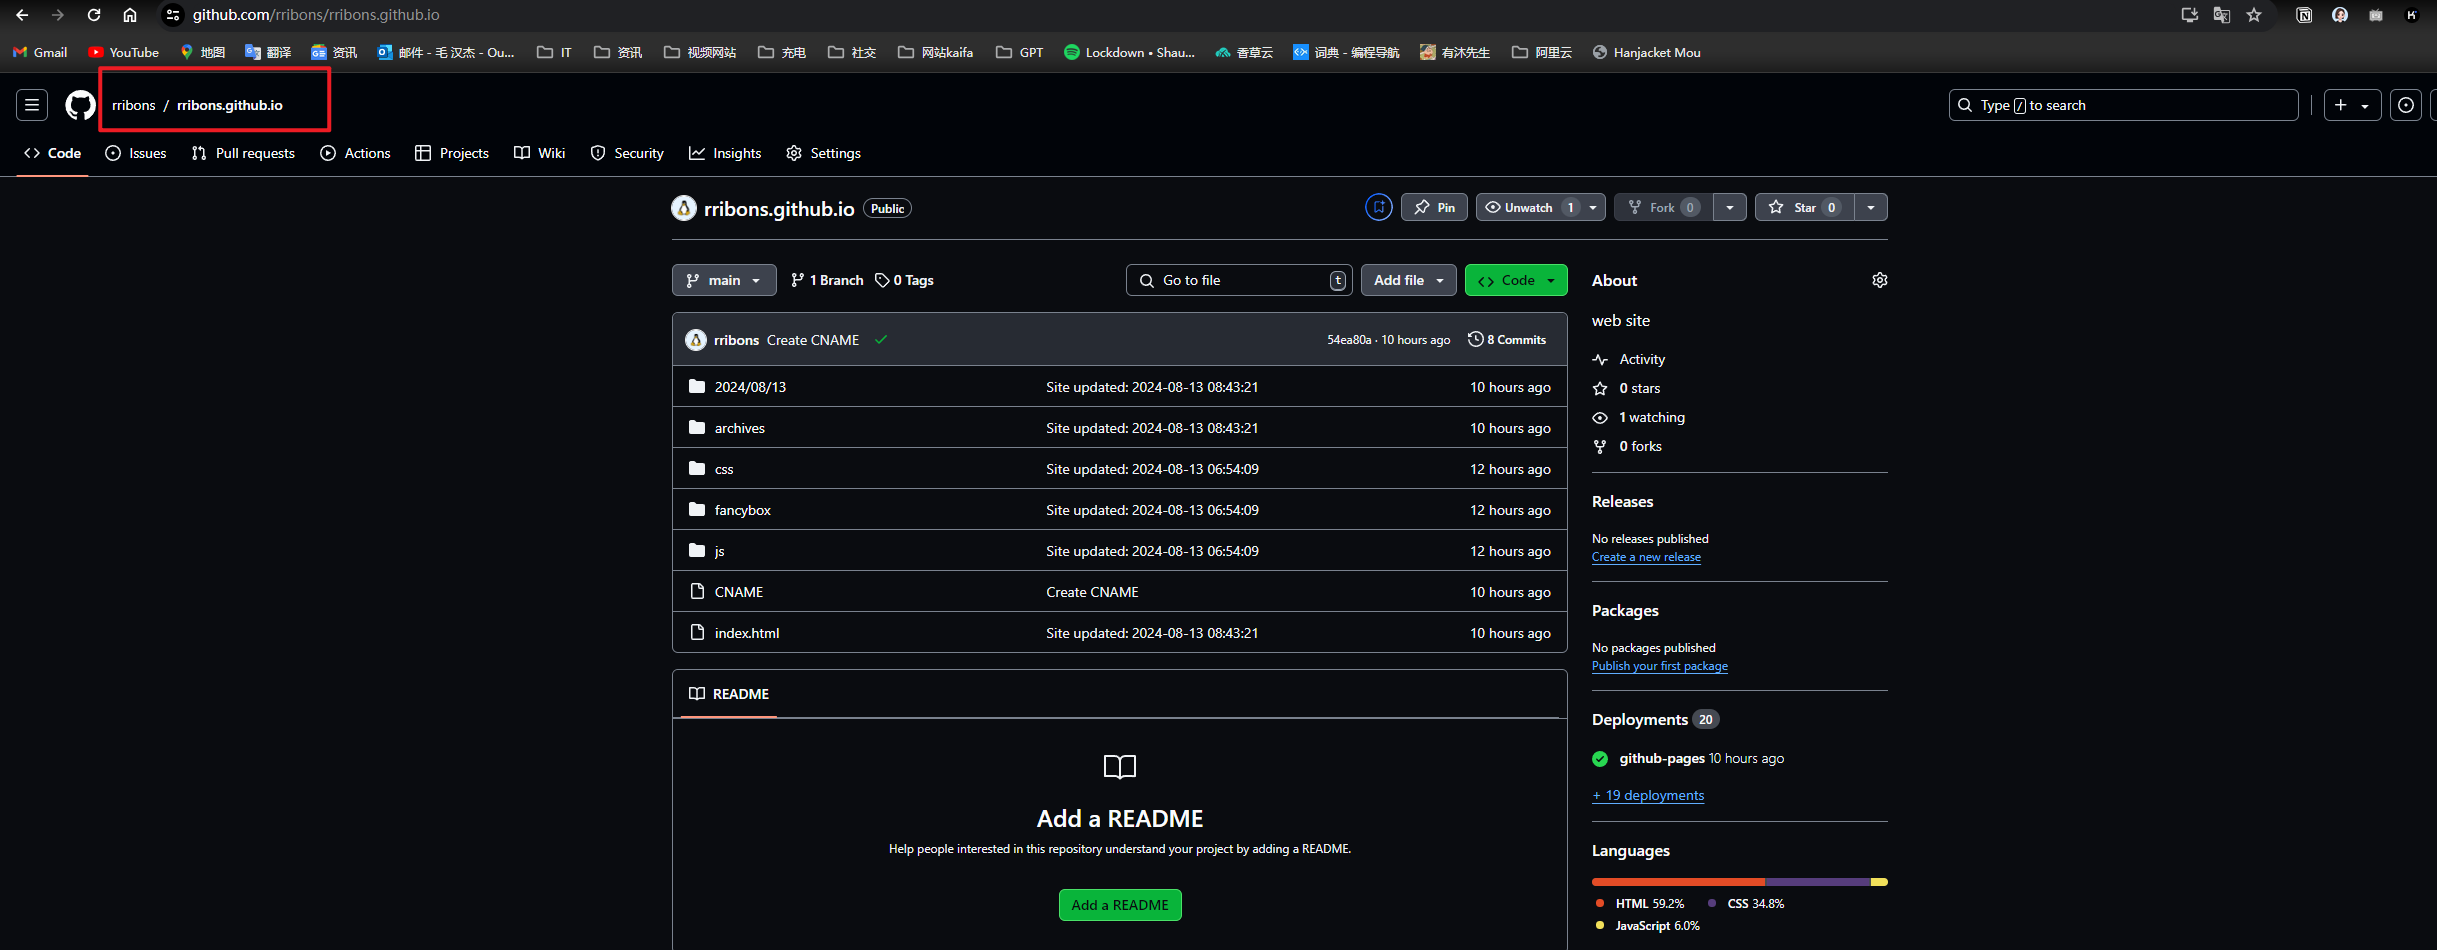 github.com/rribons/rribons.github.io
Gmail YouTube 地图 翻译 资讯 邮件 - 毛 汉杰 - Ou... IT 资讯 视频网站 充电 社交 网站kaifa GPT Lockdown • Shau... 香草云 词典 - 编程导航 有沐先生 阿里云 Hanjacket Mou
rribons / rribons.github.io
Type / to search
Code Issues Pull requests Actions Projects Wiki Security Insights Settings
rribons.github.io Public
Pin Unwatch 1 Fork 0 Star 0
main 1 Branch 0 Tags
Go to file t Add file Code
rribons Create CNAME 54ea80a · 10 hours ago 8 Commits
2024/08/13 Site updated: 2024-08-13 08:43:21 10 hours ago
archives Site updated: 2024-08-13 08:43:21 10 hours ago
css Site updated: 2024-08-13 06:54:09 12 hours ago
fancybox Site updated: 2024-08-13 06:54:09 12 hours ago
js Site updated: 2024-08-13 06:54:09 12 hours ago
CNAME Create CNAME 10 hours ago
index.html Site updated: 2024-08-13 08:43:21 10 hours ago
README
Add a README
Help people interested in this repository understand your project by adding a README.
Add a README
About
web site
Activity
0 stars
1 watching
0 forks
Releases
No releases published
Create a new release
Packages
No packages published
Publish your first package
Deployments 20
github-pages 10 hours ago
+ 19 deployments
Languages
HTML 59.2% CSS 34.8%
JavaScript 6.0%